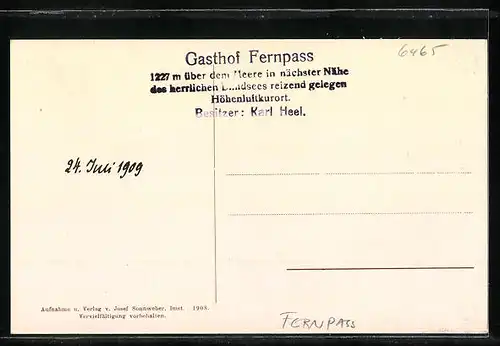 6465
Gasthof Fernpass
1227 m über dem Meere in nächster Nähe
des herrlichen Blindsees reizend gelegen
Höhenluftkurort.
Besitzer: Karl Heel.
24. Juli 1909
Aufnahme u. Verlag v. Josef Sonnweber, Imst. 1908.
Vervielfältigung vorbehalten.
FERNPASS